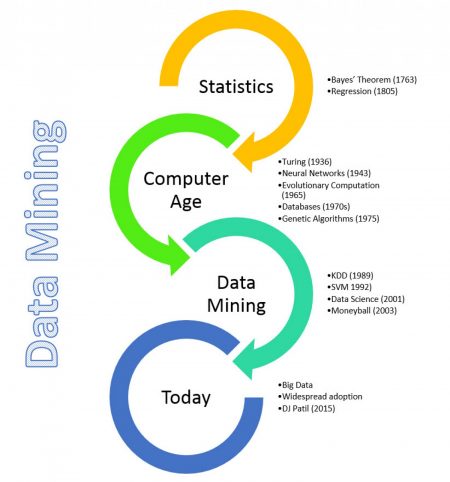 Data Mining
Statistics
•Bayes’ Theorem (1763)
•Regression (1805)
Computer
Age
•Turing (1936)
•Neural Networks (1943)
•Evolutionary Computation
(1965)
•Databases (1970s)
•Genetic Algorithms (1975)
Data
Mining
•KDD (1989)
•SVM 1992)
•Data Science (2001)
•Moneyball (2003)
Today
•Big Data
•Widespread adoption
•DJ Patil (2015)